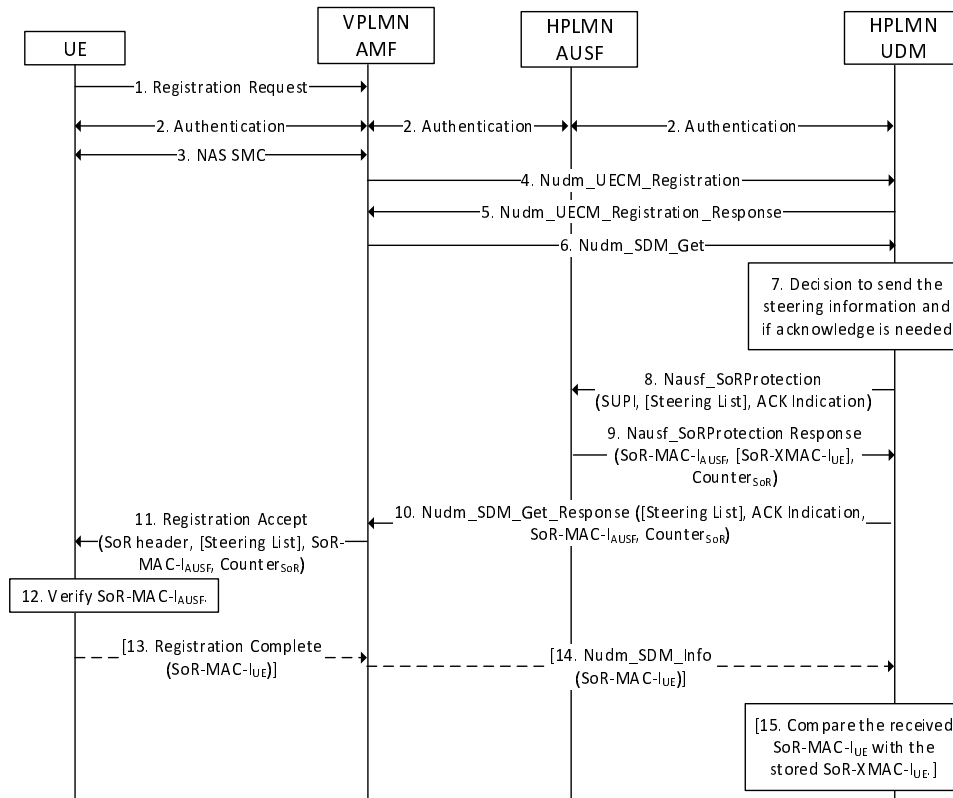 UE
VPLMN
AMF
HPLMN
AUSF
HPLMN
UDM
1. Registration Request
2. Authentication
2. Authentication
2. Authentication
3. NAS SMC
4. Nudm_UECM_Registration
5. Nudm_UECM_Registration_Response
6. Nudm_SDM_Get
7. Decision to send the
steering information and
if acknowledge is needed
8. Nausf_SoRProtection
(SUPI, [Steering List], ACK Indication)
9. Nausf_SoRProtection Response
(SoR-MAC-IAUSF, [SoR-XMAC-IUE],
CounterSoR)
10. Nudm_SDM_Get_Response ([Steering List], ACK Indication,
SoR-MAC-IAUSF, CounterSoR)
11. Registration Accept
(SoR header, [Steering List], SoR-
MAC-IAUSF, CounterSoR)
12. Verify SoR-MAC-IAUSF.
[13. Registration Complete
(SoR-MAC-IUE)]
[14. Nudm_SDM_Info
(SoR-MAC-IUE)]
[15. Compare the received
SoR-MAC-IUE with the
stored SoR-XMAC-IUE.]